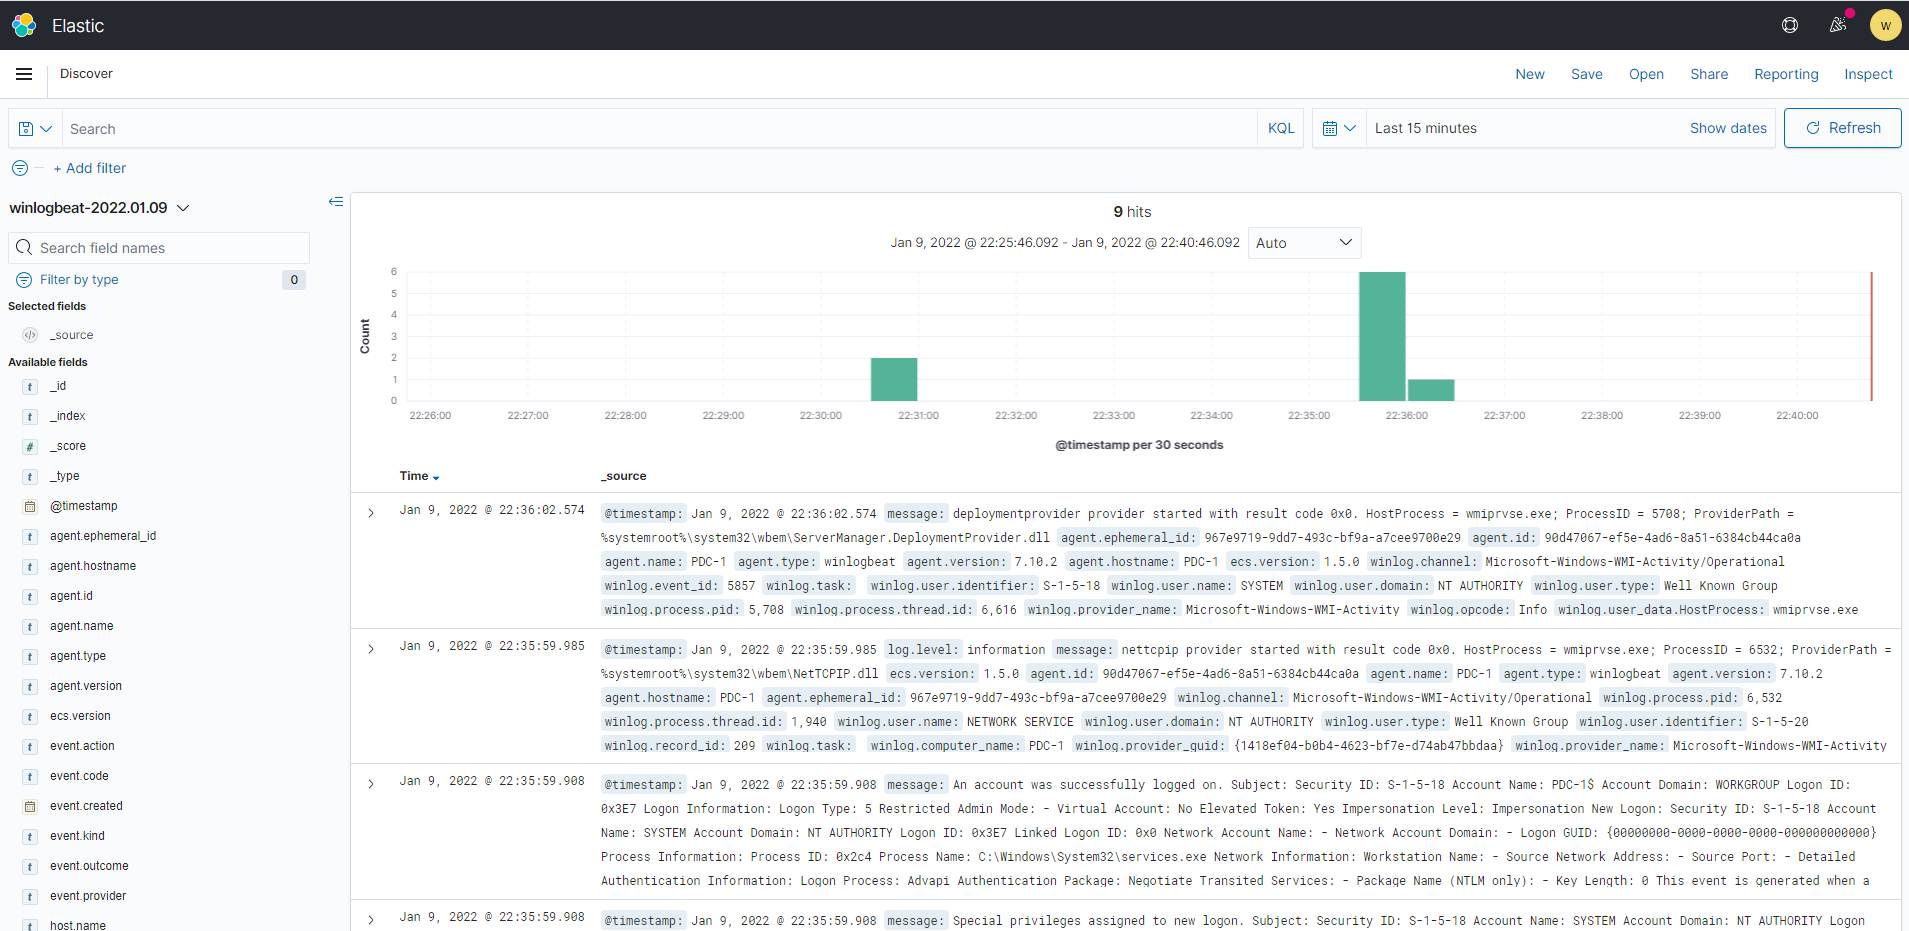 Elastic
W
Discover
New Save Open Share Reporting Inspect
Search KQL Last 15 minutes Show dates Refresh
+ Add filter
winlogbeat-2022.01.09
Search field names
Filter by type 0
Selected fields
_source
Available fields
t _id
t _index
# _score
t _type
@timestamp
t agent.ephemeral_id
t agent.hostname
t agent.id
t agent.name
t agent.type
t agent.version
t ecs.version
t event.action
t event.code
event.created
t event.kind
t event.outcome
t event.provider
t host.name
9 hits
Jan 9, 2022 @ 22:25:46.092 - Jan 9, 2022 @ 22:40:46.092 Auto
Count
6
5
4
3
2
1
0
22:26:00 22:27:00 22:28:00 22:29:00 22:30:00 22:31:00 22:32:00 22:33:00 22:34:00 22:35:00 22:36:00 22:37:00 22:38:00 22:39:00 22:40:00
@timestamp per 30 seconds
Time _source
Jan 9, 2022 @ 22:36:02.574 @timestamp: Jan 9, 2022 @ 22:36:02.574 message: deploymentprovider provider started with result code 0x0. HostProcess = wmiprvse.exe; ProcessID = 5708; ProviderPath =
%systemroot%\system32\wbem\ServerManager.DeploymentProvider.dll agent.ephemeral_id: 967e9719-9dd7-493c-bf9a-a7cee9700e29 agent.id: 90d47067-ef5e-4ad6-8a51-6384cb44ca0a
agent.name: PDC-1 agent.type: winlogbeat agent.version: 7.10.2 agent.hostname: PDC-1 ecs.version: 1.5.0 winlog.channel: Microsoft-Windows-WMI-Activity/Operational
winlog.event_id: 5857 winlog.task: winlog.user.identifier: S-1-5-18 winlog.user.name: SYSTEM winlog.user.domain: NT AUTHORITY winlog.user.type: Well Known Group
winlog.process.pid: 5,708 winlog.process.thread.id: 6,616 winlog.provider_name: Microsoft-Windows-WMI-Activity winlog.opcode: Info winlog.user_data.HostProcess: wmiprvse.exe
Jan 9, 2022 @ 22:35:59.985 @timestamp: Jan 9, 2022 @ 22:35:59.985 log.level: information message: nettcpip provider started with result code 0x0. HostProcess = wmiprvse.exe; ProcessID = 6532; ProviderPath =
%systemroot%\system32\wbem\NetTCPIP.dll ecs.version: 1.5.0 agent.id: 90d47067-ef5e-4ad6-8a51-6384cb44ca0a agent.name: PDC-1 agent.type: winlogbeat agent.version: 7.10.2
agent.hostname: PDC-1 agent.ephemeral_id: 967e9719-9dd7-493c-bf9a-a7cee9700e29 winlog.channel: Microsoft-Windows-WMI-Activity/Operational winlog.process.pid: 6,532
winlog.process.thread.id: 1,940 winlog.user.name: NETWORK SERVICE winlog.user.domain: NT AUTHORITY winlog.user.type: Well Known Group winlog.user.identifier: S-1-5-20
winlog.record_id: 209 winlog.task: winlog.computer_name: PDC-1 winlog.provider_guid: {1418ef04-b0b4-4623-bf7e-d74ab47bbdaa} winlog.provider_name: Microsoft-Windows-WMI-Activity
Jan 9, 2022 @ 22:35:59.908 @timestamp: Jan 9, 2022 @ 22:35:59.908 message: An account was successfully logged on. Subject: Security ID: S-1-5-18 Account Name: PDC-1$ Account Domain: WORKGROUP Logon ID:
0x3E7 Logon Information: Logon Type: 5 Restricted Admin Mode: - Virtual Account: No Elevated Token: Yes Impersonation Level: Impersonation New Logon: Security ID: S-1-5-18 Account
Name: SYSTEM Account Domain: NT AUTHORITY Logon ID: 0x3E7 Linked Logon ID: 0x0 Network Account Name: - Network Account Domain: - Logon GUID: {00000000-0000-0000-0000-000000000000}
Process Information: Process ID: 0x2c4 Process Name: C:\Windows\System32\services.exe Network Information: Workstation Name: - Source Network Address: - Source Port: - Detailed
Authentication Information: Logon Process: Advapi Authentication Package: Negotiate Transited Services: - Package Name (NTLM only): - Key Length: 0 This event is generated when a
Jan 9, 2022 @ 22:35:59.908 @timestamp: Jan 9, 2022 @ 22:35:59.908 message: Special privileges assigned to new logon. Subject: Security ID: S-1-5-18 Account Name: SYSTEM Account Domain: NT AUTHORITY Logon